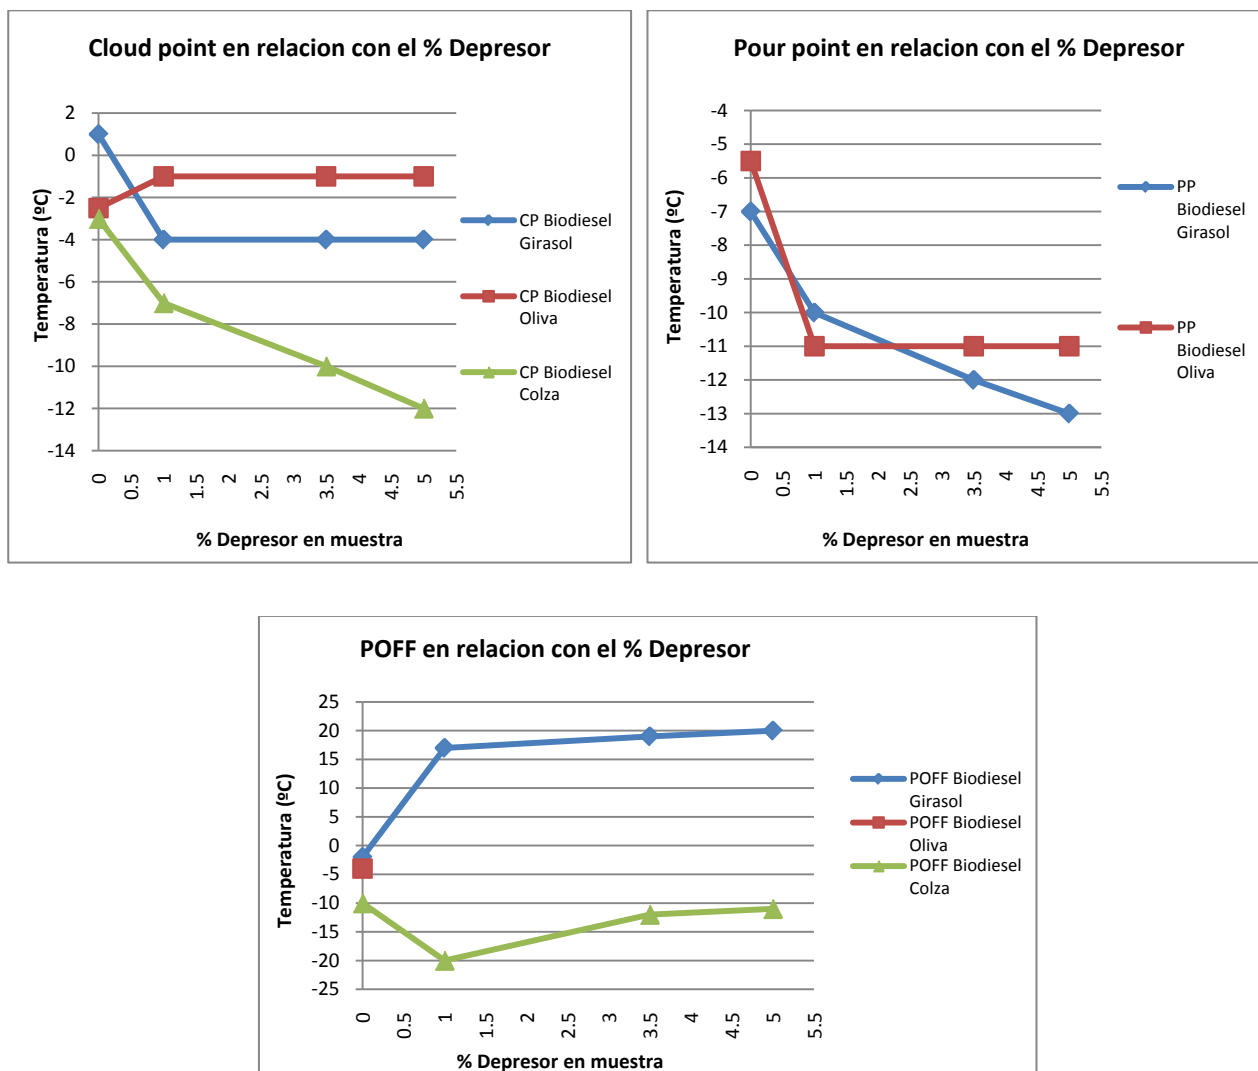 Cloud point en relacion con el % Depresor
2
0
-2
-4
-6
-8
-10
-12
-14
Temperatura (ºC)
0
0.5
1
1.5
2
2.5
3
3.5
4
5
5.5
% Depresor en muestra
CP Biodiesel
Girasol
CP Biodiesel
Oliva
CP Biodiesel
Colza
Pour point en relacion con el % Depresor
-4
-5
-6
-7
-8
-9
-10
-11
-12
-13
-14
Temperatura (ºC)
0
0.5
1
1.5
2
2.5
3
3.5
4
5
5.5
% Depresor en muestra
PP
Biodiesel
Girasol
PP
Biodiesel
Oliva
POFF en relacion con el % Depresor
25
20
15
10
5
0
-5
-10
-15
-20
-25
Temperatura (ºC)
0
0.5
1
1.5
2
2.5
3
3.5
4
5
5.5
% Depresor en muestra
POFF Biodiesel
Girasol
POFF Biodiesel
Oliva
POFF Biodiesel
Colza